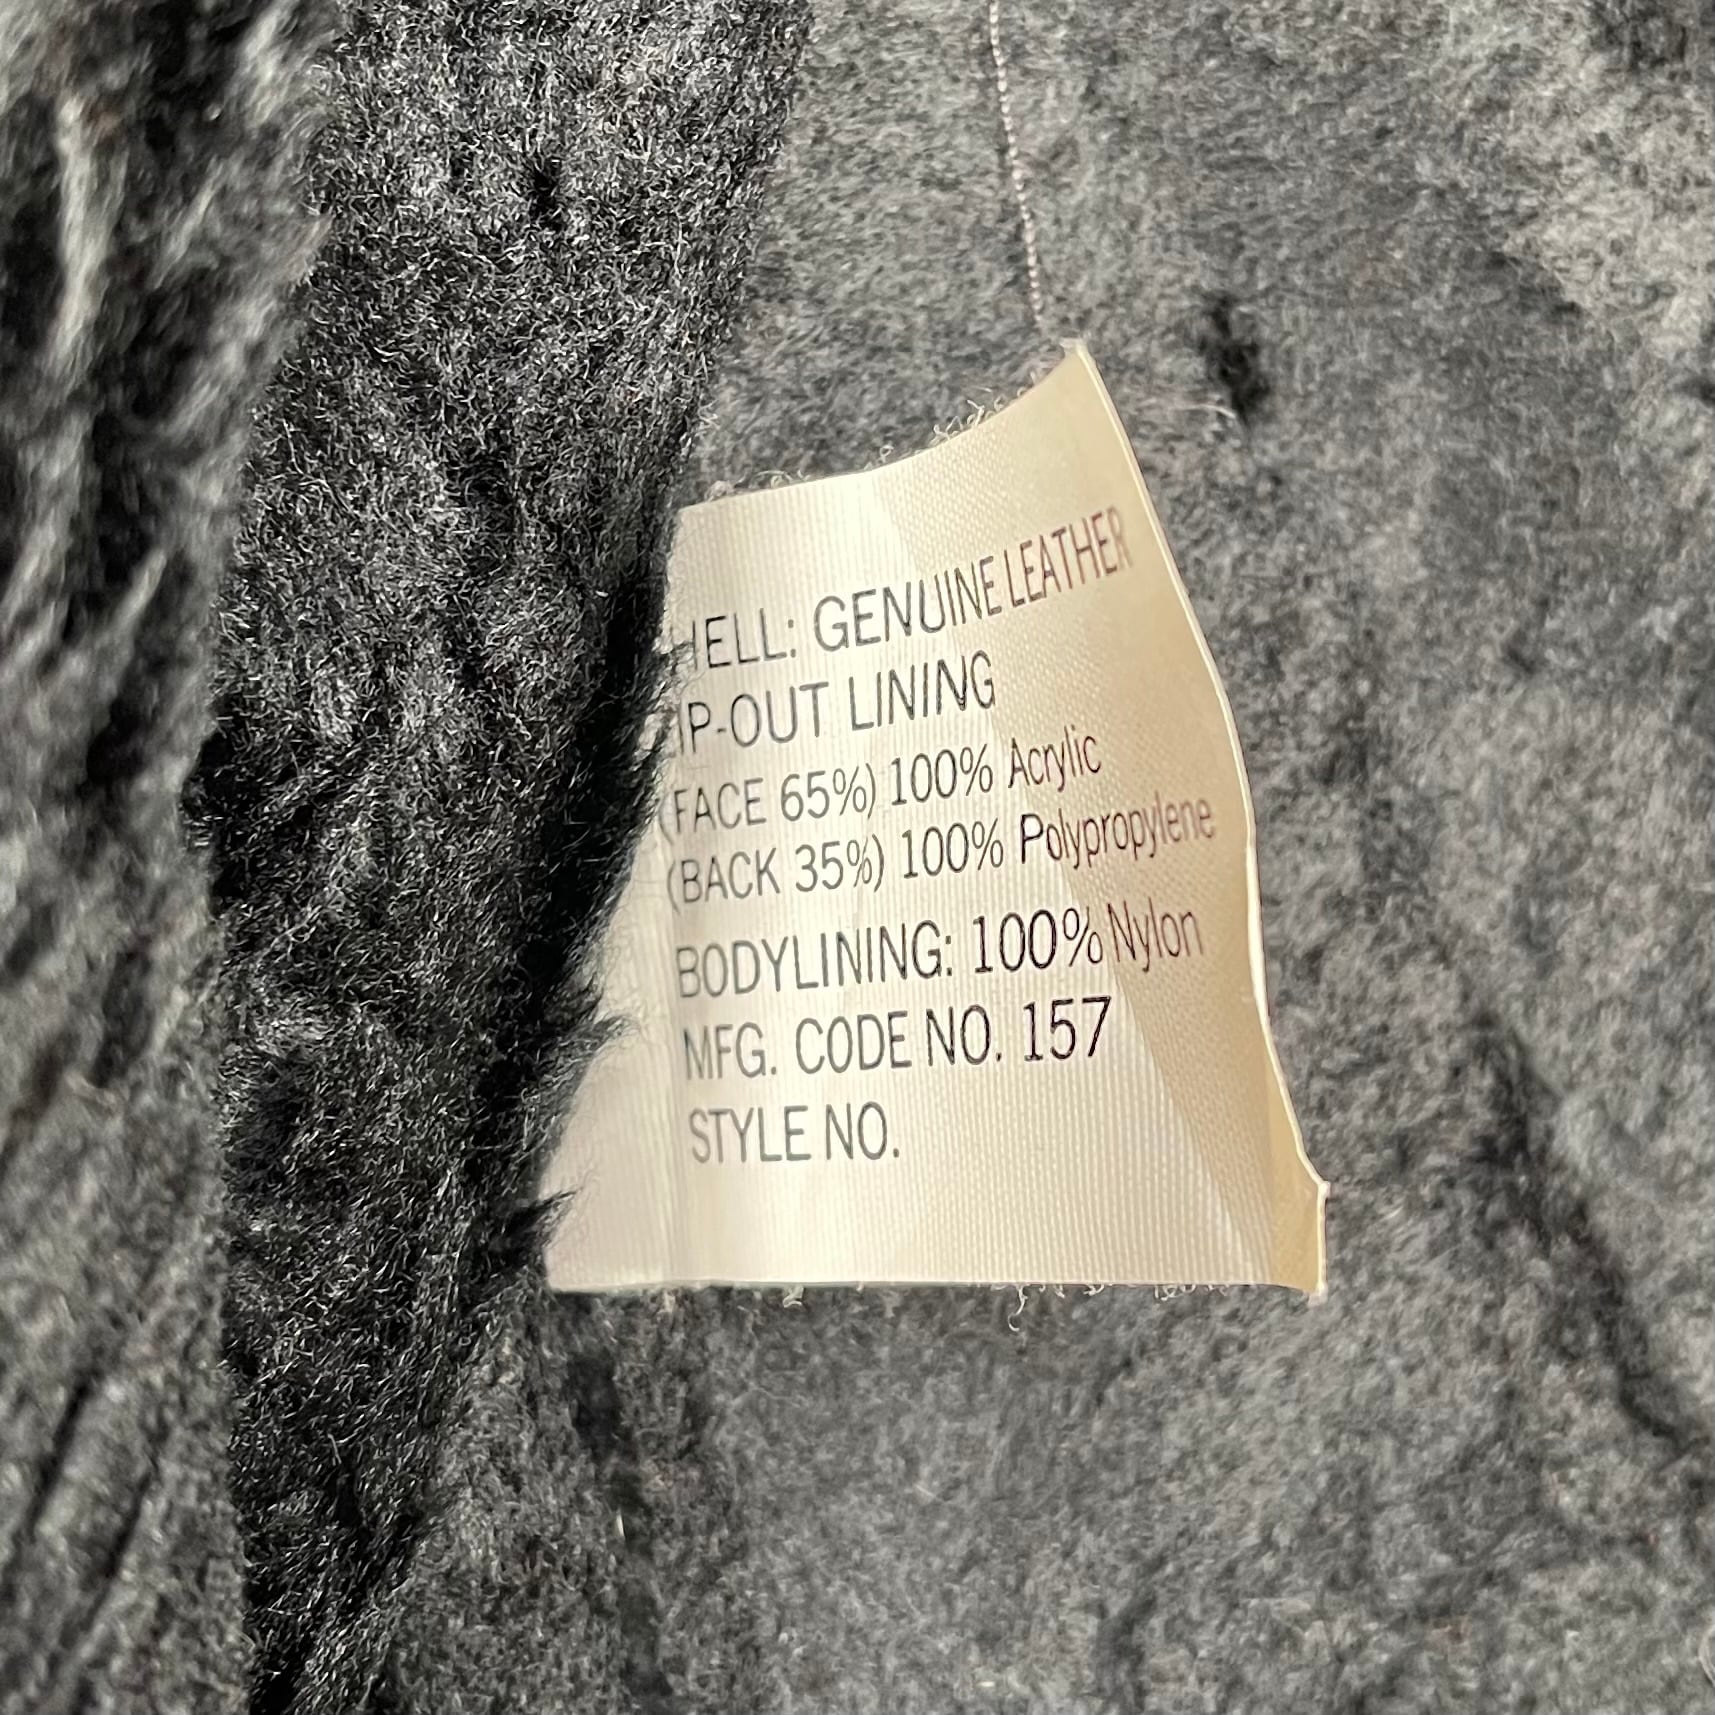 HELL: GENUINE LEATHER
IP-OUT LINING
(FACE 65%) 100% Acrylic
(BACK 35%) 100% Polypropylene
BODYLINING: 100% Nylon
MFG. CODE NO. 157
STYLE NO.